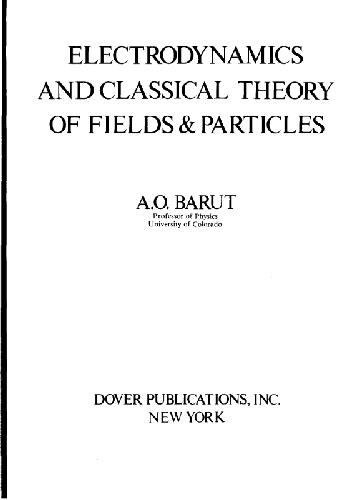 ELECTRODYNAMICS
AND CLASSICAL THEORY
OF FIELDS & PARTICLES
A.O. BARUT
Professor of Physics
University of Colorado
DOVER PUBLICATIONS, INC.
NEW YORK